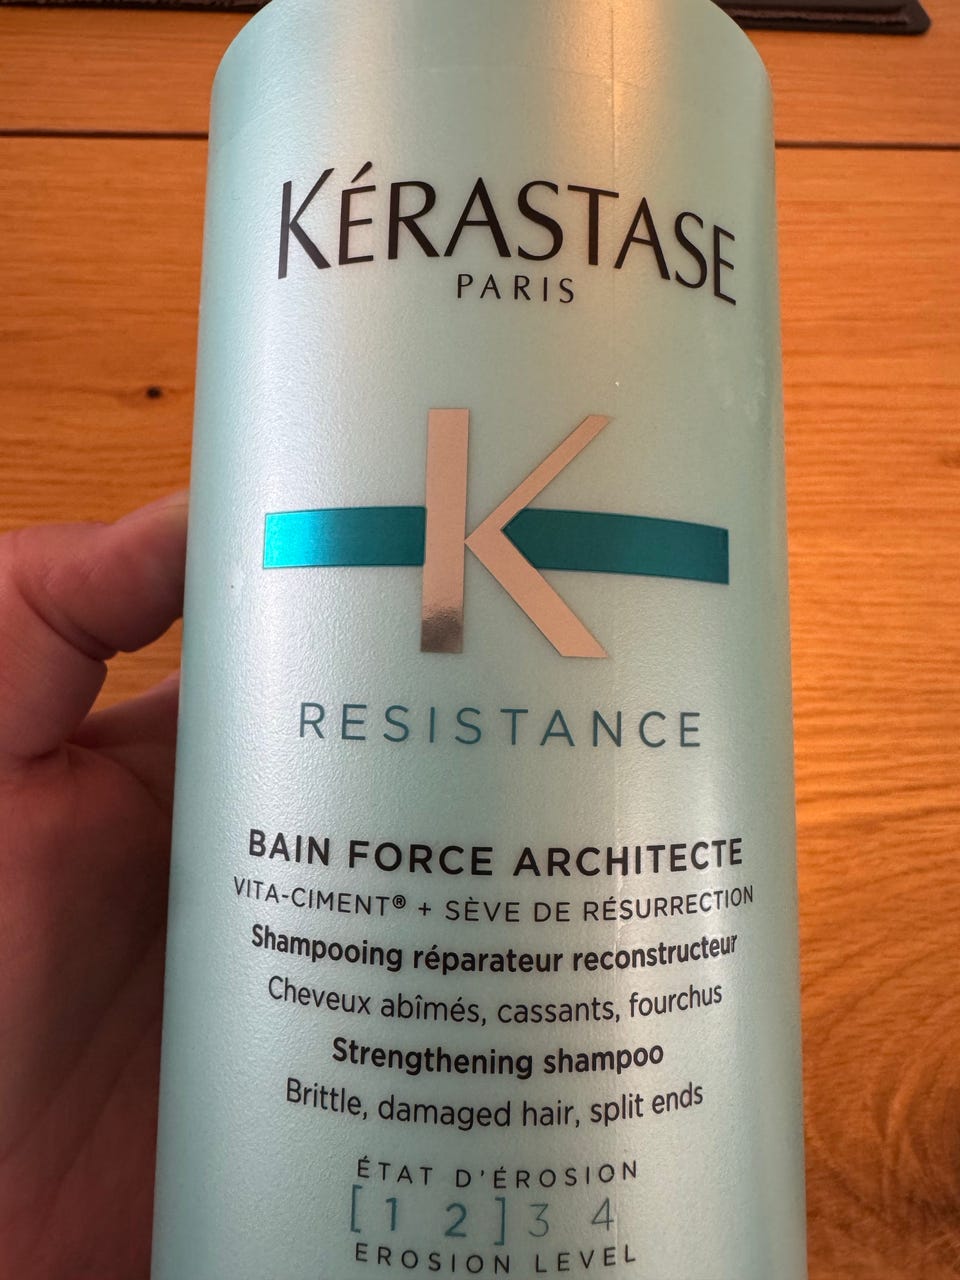 KÉRASTASE
PARIS
K
RESISTANCE
BAIN FORCE ARCHITECTE
VITA-CIMENT® + SÈVE DE RÉSURRECTION
Shampooing réparateur reconstructeur
Cheveux abîmés, cassants, fourchus
Strengthening shampoo
Brittle, damaged hair, split ends
ÉTAT D'ÉROSION
[1 2] 3 4
EROSION LEVEL